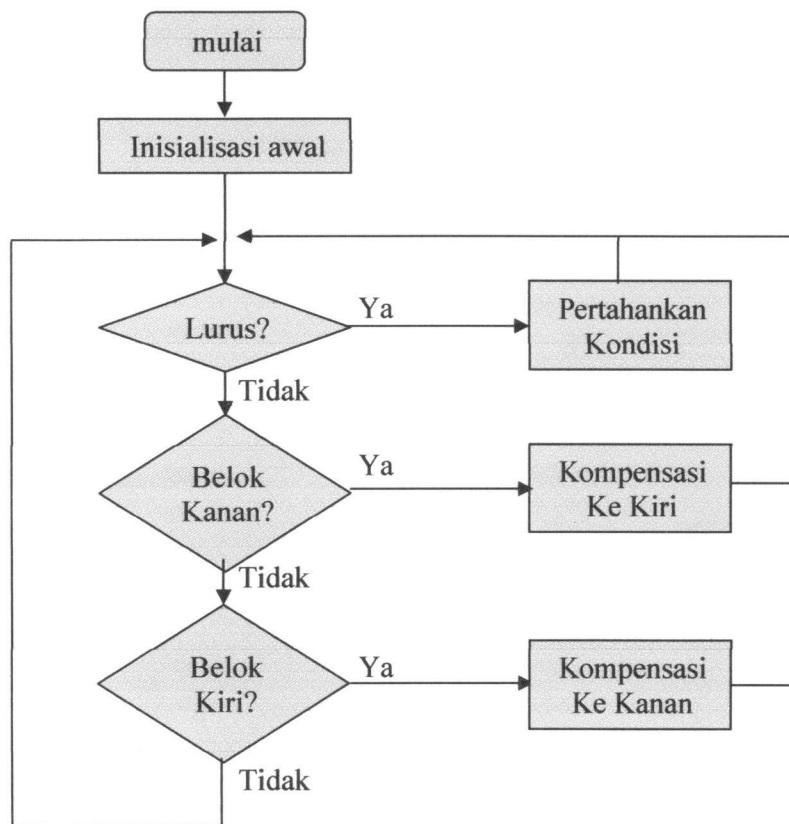 mulai
Inisialisasi awal
Lurus?
Ya
Pertahankan
Kondisi
Tidak
Belok
Kanan?
Ya
Kompensasi
Ke Kiri
Tidak
Belok
Kiri?
Ya
Kompensasi
Ke Kanan
Tidak